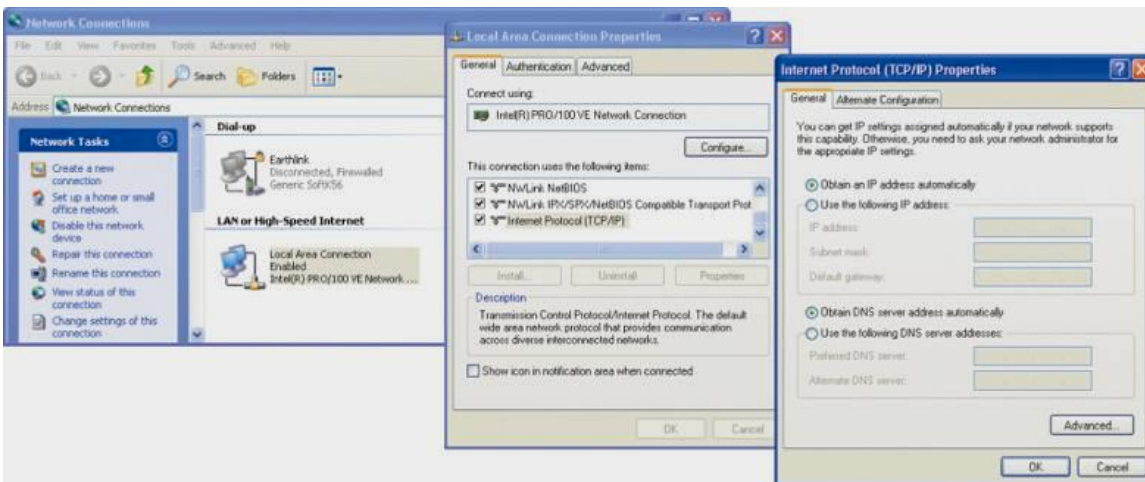 Network Connections
File Edit View Favorites Tools Advanced Help
Back Search Folders
Address Network Connections
Network Tasks
Create a new
connection
Set up a home or small
office network
Disable this network
device
Repair this connection
Rename this connection
View status of this
connection
Change settings of this
connection
Dial-up
Earthlink
Disconnected, Firewalled
Generic SoftK56
LAN or High-Speed Internet
Local Area Connection
Enabled
Intel(R) PRO/100 VE Network....
Local Area Connection Properties
General Authentication Advanced
Connect using:
Intel(R) PRO/100 VE Network Connection
Configure...
This connection uses the following items:
NWLink NetBIOS
NWLink IPX/SPX/NetBIOS Compatible Transport Prot
Internet Protocol (TCP/IP)
Install... Uninstall Properties
Description
Transmission Control Protocol/Internet Protocol. The default
wide area network protocol that provides communication
across diverse interconnected networks.
Show icon in notification area when connected
OK Cancel
Internet Protocol (TCP/IP) Properties
General Alternate Configuration
You can get IP settings assigned automatically if your network supports
this capability. Otherwise, you need to ask your network administrator for
the appropriate IP settings.
Obtain an IP address automatically
Use the following IP address:
IP address:
Subnet mask:
Default gateway:
Obtain DNS server address automatically
Use the following DNS server addresses:
Preferred DNS server:
Alternate DNS server:
Advanced...
OK Cancel